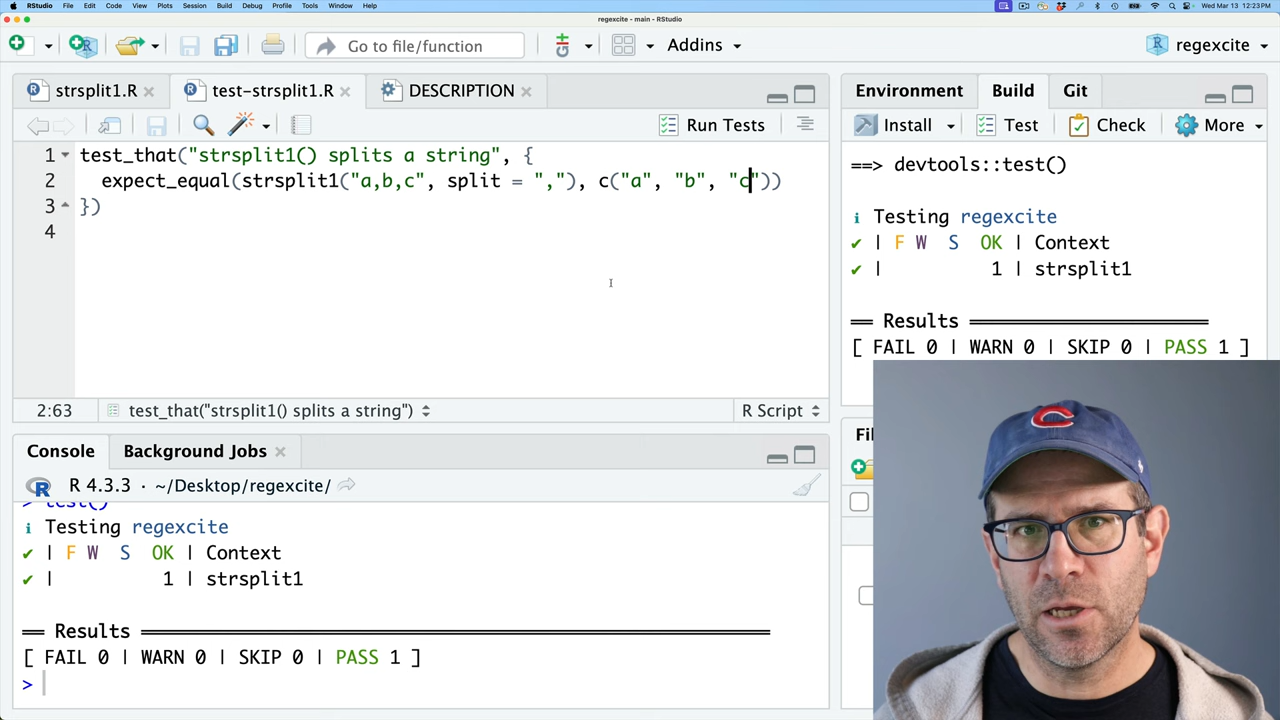 RStudio File Edit Code View Plots Session Build Debug Profile Tools Window Help Wed Mar 13 12:23PM
regexcite - main - RStudio
Go to file/function Addins regexcite
strsplit1.R test-strsplit1.R DESCRIPTION
Run Tests
1 test_that("strsplit1() splits a string", {
2 expect_equal(strsplit1("a,b,c", split = ","), c("a", "b", "c"))
3 })
4
2:63 test_that("strsplit1() splits a string") R Script
Console Background Jobs
R 4.3.3 · ~/Desktop/regexcite/
> test()
i Testing regexcite
✔ | F W S OK | Context
✔ | 1 | strsplit1
══ Results ══════════════════════════════
[ FAIL 0 | WARN 0 | SKIP 0 | PASS 1 ]
>
Environment Build Git
Install Test Check More
==> devtools::test()
i Testing regexcite
✔ | F W S OK | Context
✔ | 1 | strsplit1
══ Results ══════════════════════
[ FAIL 0 | WARN 0 | SKIP 0 | PASS 1 ]
C